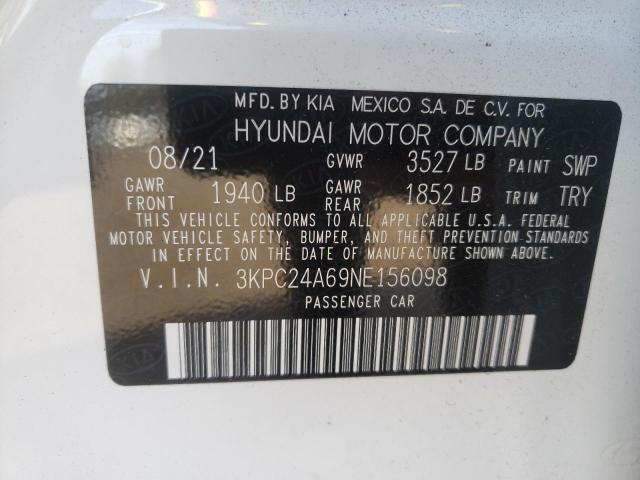 MFD. BY KIA MEXICO S.A. DE C.V. FOR
HYUNDAI MOTOR COMPANY
08/21 GVWR 3527 LB PAINT SWP
GAWR FRONT 1940 LB GAWR REAR 1852 LB TRIM TRY
THIS VEHICLE CONFORMS TO ALL APPLICABLE U.S.A. FEDERAL
MOTOR VEHICLE SAFETY, BUMPER, AND THEFT PREVENTION STANDARDS
IN EFFECT ON THE DATE OF MANUFACTURE SHOWN ABOVE.
V.I.N. 3KPC24A69NE156098
PASSENGER CAR